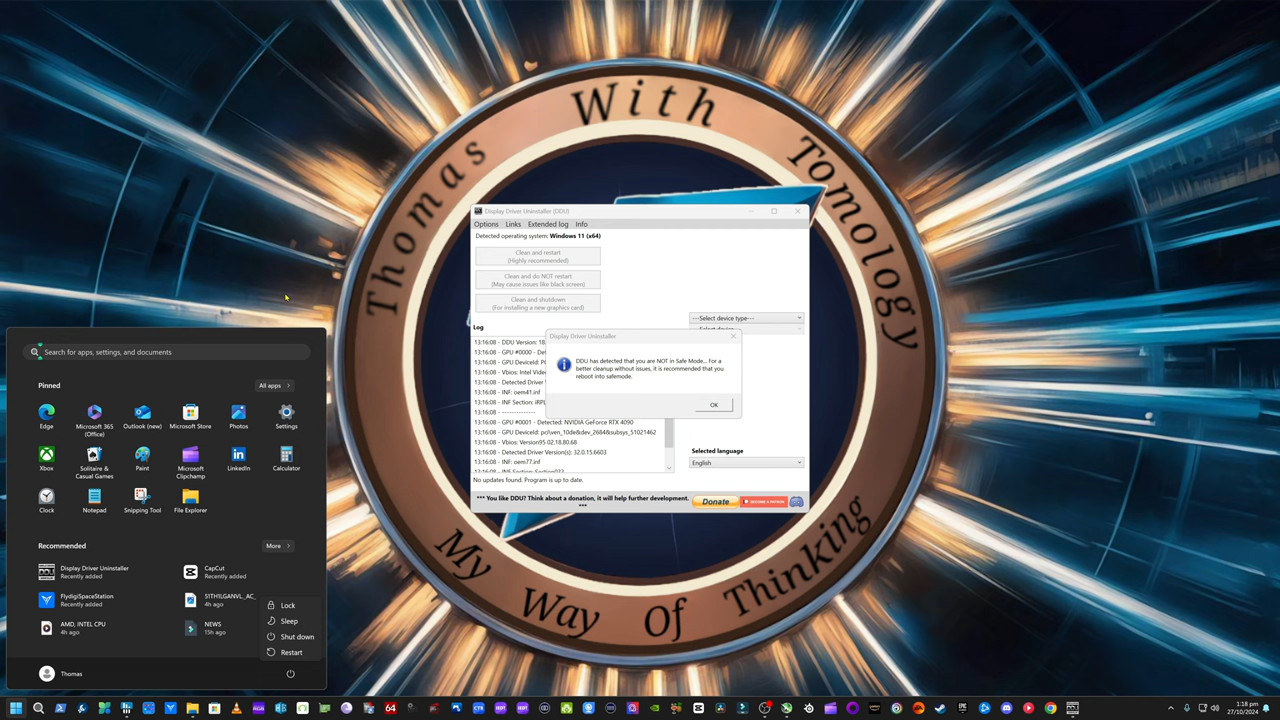 Thomas With Tomology
My Way Of Thinking
Display Driver Uninstaller (DDU)
Options Links Extended log Info
Detected operating system: Windows 11 (x64)
Clean and restart
(Highly recommended)
Clean and do NOT restart
(May cause issues like black screen)
Clean and shutdown
(For installing a new graphics card)
---Select device type---
Log
13:16:08 - DDU Version: 18.
13:16:08 - GPU #0000 - De
13:16:08 - GPU DeviceId: P
13:16:08 - Vbios: Intel Vide
13:16:08 - Detected Driver
13:16:08 - INF: oem41.inf
13:16:08 - INF Section: iRPL
13:16:08 - --------------
13:16:08 - GPU #0001 - Detected: NVIDIA GeForce RTX 4090
13:16:08 - GPU DeviceId: pci\ven_10de&dev_2684&subsys_51021462
13:16:08 - Vbios: Version95 02.18.80.68
13:16:08 - Detected Driver Version(s): 32.0.15.6603
13:16:08 - INF: oem77.inf
13:16:08 - INF Section: Section033
Display Driver Uninstaller
DDU has detected that you are NOT in Safe Mode... For a
better cleanup without issues, it is recommended that you
reboot into safemode.
OK
Selected language
English
No updates found. Program is up to date.
*** You like DDU? Think about a donation, it will help further development.
***
Donate
BECOME A PATRON
Search for apps, settings, and documents
Pinned
All apps
Edge
Microsoft 365
(Office)
Outlook (new)
Microsoft Store
Photos
Settings
Xbox
Solitaire &
Casual Games
Paint
Microsoft
Clipchamp
LinkedIn
Calculator
Clock
Notepad
Snipping Tool
File Explorer
Recommended
More
Display Driver Uninstaller
Recently added
CapCut
Recently added
FlydigiSpaceStation
Recently added
51TH1LGANVL_AC_
4h ago
AMD, INTEL CPU
4h ago
NEWS
15h ago
Lock
Sleep
Shut down
Restart
Thomas
64
1:18 pm
27/10/2024